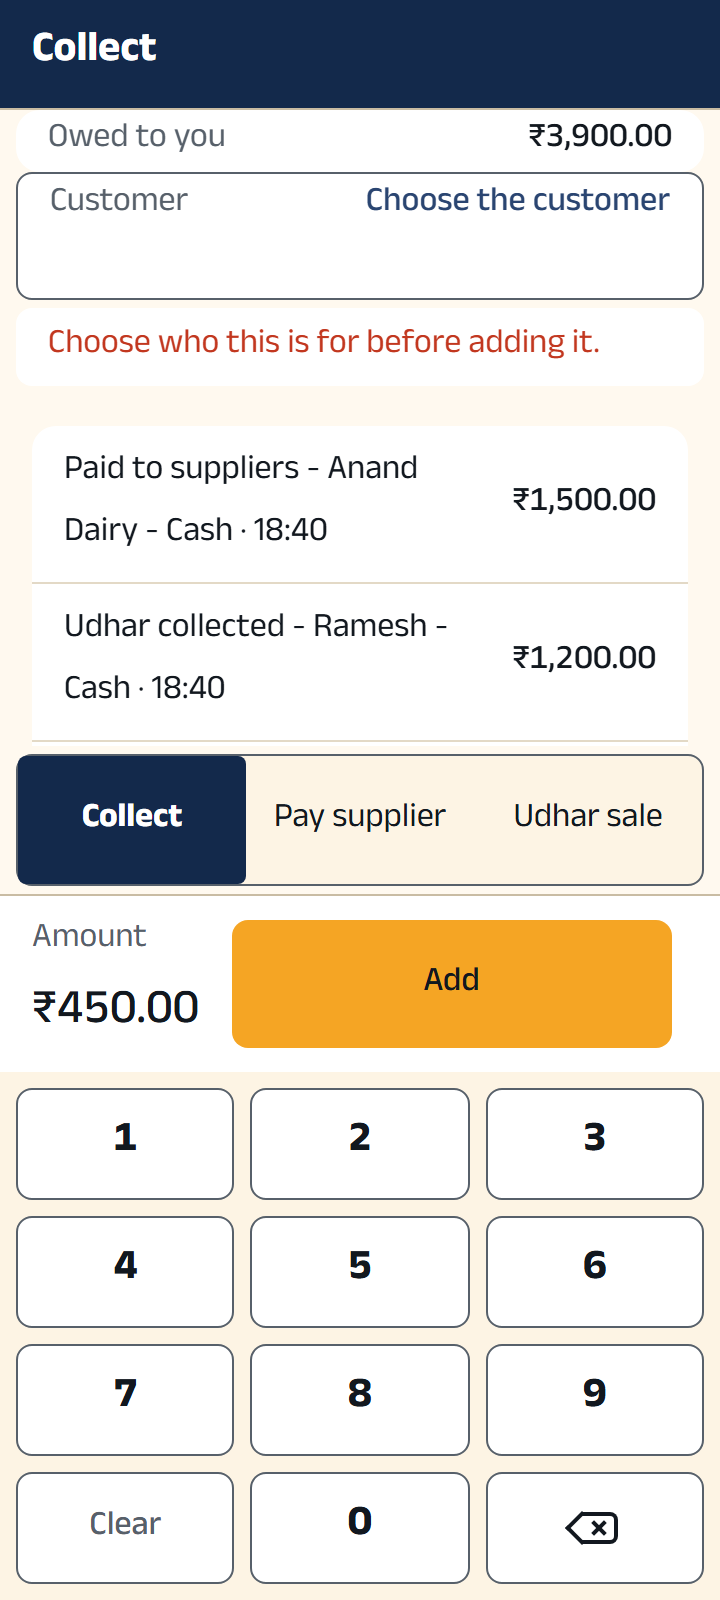 Collect
Owed to you ₹3,900.00
Customer Choose the customer
Choose who this is for before adding it.
Paid to suppliers - Anand
Dairy - Cash · 18:40
₹1,500.00
Udhar collected - Ramesh -
Cash · 18:40
₹1,200.00
Collect Pay supplier Udhar sale
Amount
₹450.00
Add
1 2 3
4 5 6
7 8 9
Clear 0